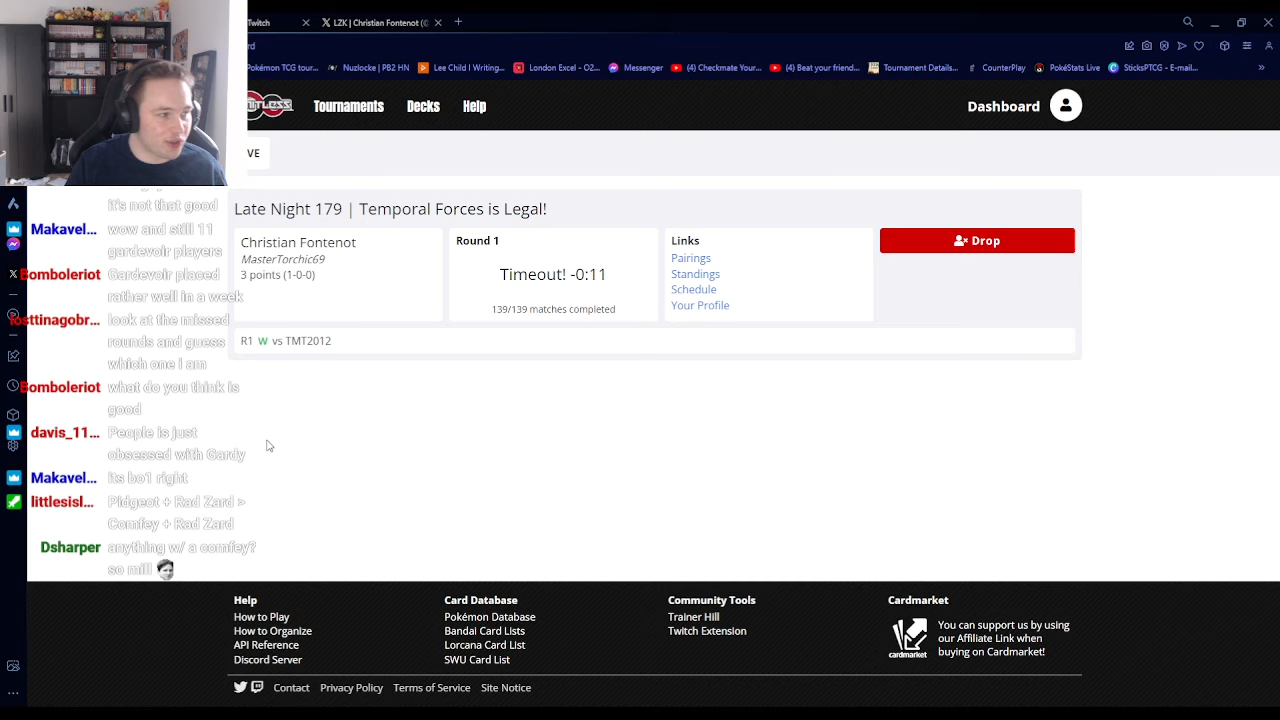 Twitch
LZK | Christian Fontenot (@
rd
Pokémon TCG tour...
Nuzlocke | PB2 HN
Lee Child | Writing...
London Excel - O2...
Messenger
(4) Checkmate Your...
(4) Beat your friend...
Tournament Details...
CounterPlay
PokéStats Live
SticksPTCG - E-mail...
Tournaments
Decks
Help
Dashboard
VE
Late Night 179 | Temporal Forces is Legal!
Christian Fontenot
MasterTorchic69
3 points (1-0-0)
Round 1
Timeout! -0:11
139/139 matches completed
Links
Pairings
Standings
Schedule
Your Profile
Drop
R1 W vs TMT2012
it's not that good
Makavel... wow and still 11
gardevoir players
Bomboleriot Gardevoir placed
rather well in a week
losttinagobr... look at the missed
rounds and guess
which one I am
Bomboleriot what do you think is
good
davis_11... People is just
obsessed with Gardy
Makavel... its bo1 right
littlesisl... Pidgeot + Rad Zard >
Comfey + Rad Zard
Dsharper anything w/ a comfey?
so mill
Help
How to Play
How to Organize
API Reference
Discord Server
Card Database
Pokémon Database
Bandai Card Lists
Lorcana Card List
SWU Card List
Community Tools
Trainer Hill
Twitch Extension
Cardmarket
cardmarket
You can support us by using
our Affiliate Link when
buying on Cardmarket!
Contact
Privacy Policy
Terms of Service
Site Notice